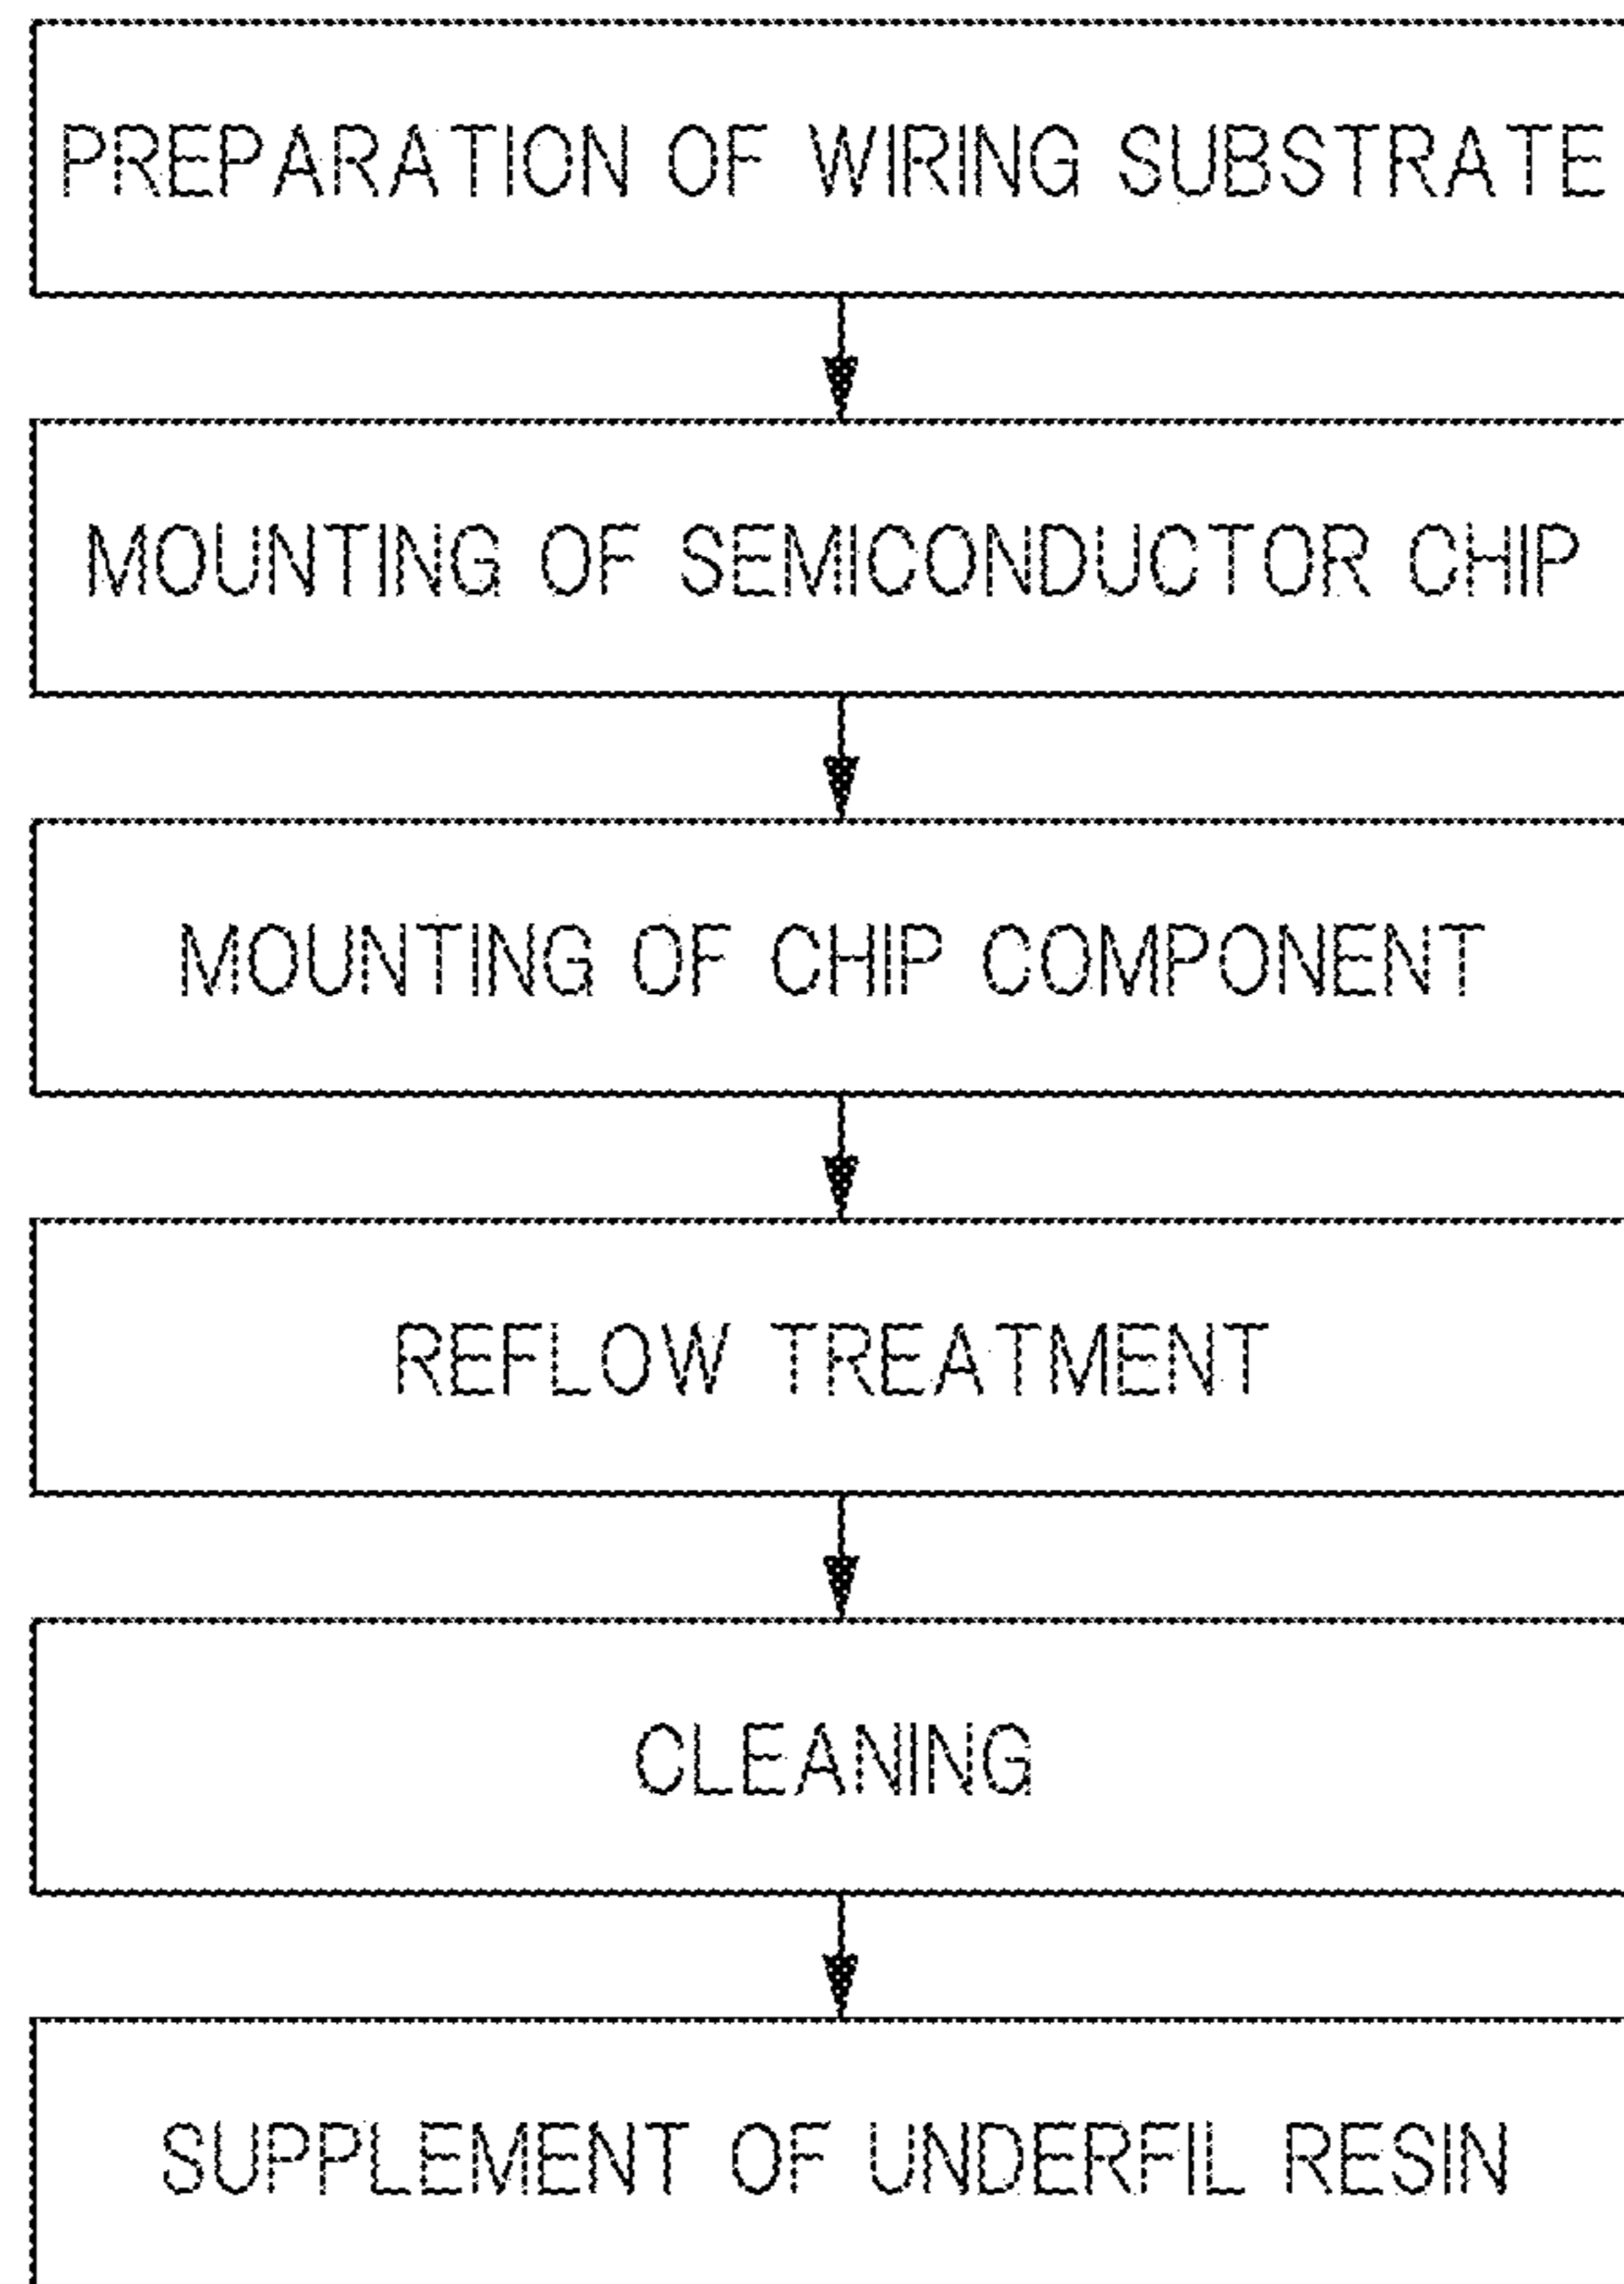 PREPARATION OF WIRING SUBSTRATE
MOUNTING OF SEMICONDUCTOR CHIP
MOUNTING OF CHIP COMPONENT
REFLOW TREATMENT
CLEANING
SUPPLEMENT OF UNDERFIL RESIN